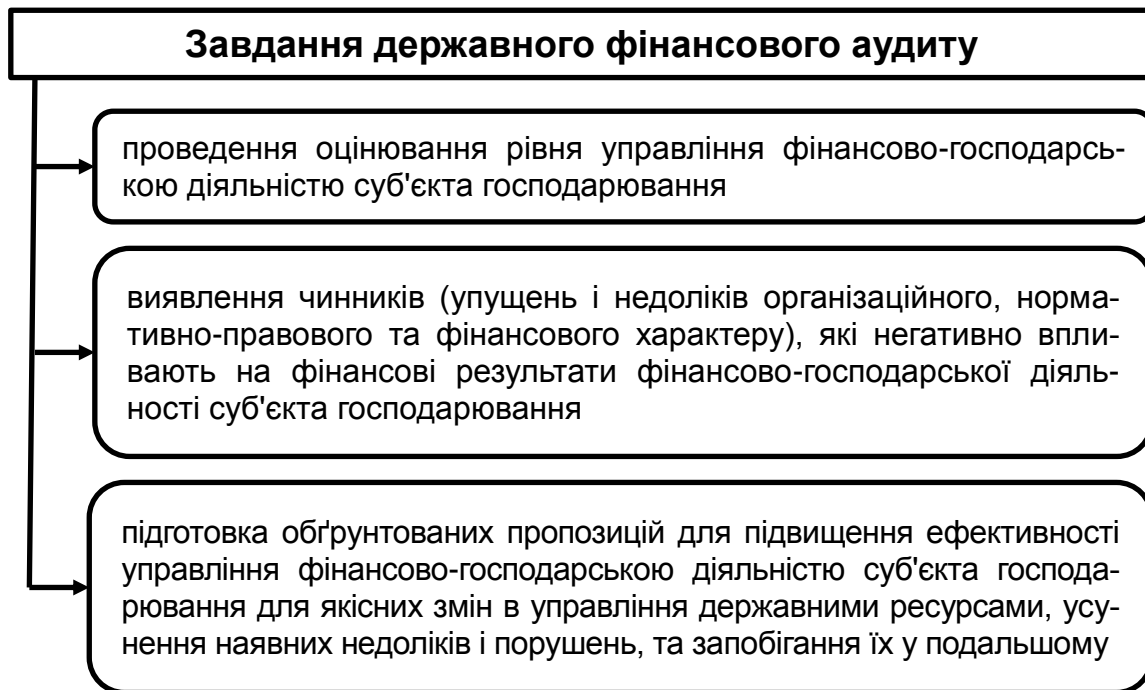 Завдання державного фінансового аудиту
проведення оцінювання рівня управління фінансово-господарсь-
кою діяльністю суб'єкта господарювання
виявлення чинників (упущень і недоліків організаційного, норма-
тивно-правового та фінансового характеру), які негативно впли-
вають на фінансові результати фінансово-господарської діяль-
ності суб'єкта господарювання
підготовка обґрунтованих пропозицій для підвищення ефективності
управління фінансово-господарською діяльністю суб'єкта господа-
рювання для якісних змін в управління державними ресурсами, усу-
нення наявних недоліків і порушень, та запобігання їх у подальшому